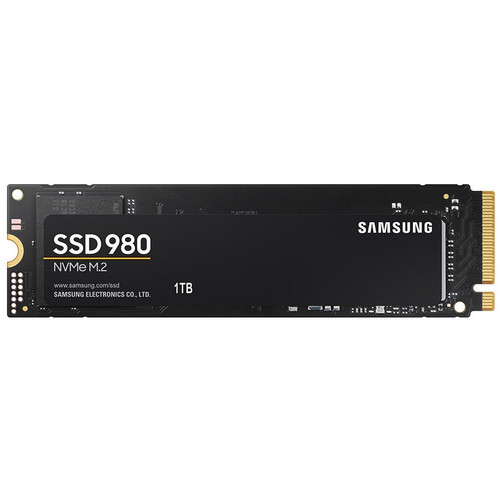 SSD 980
NVMe M.2
www.samsung.com/ssd
SAMSUNG ELECTRONICS CO., LTD.
1TB
SAMSUNG